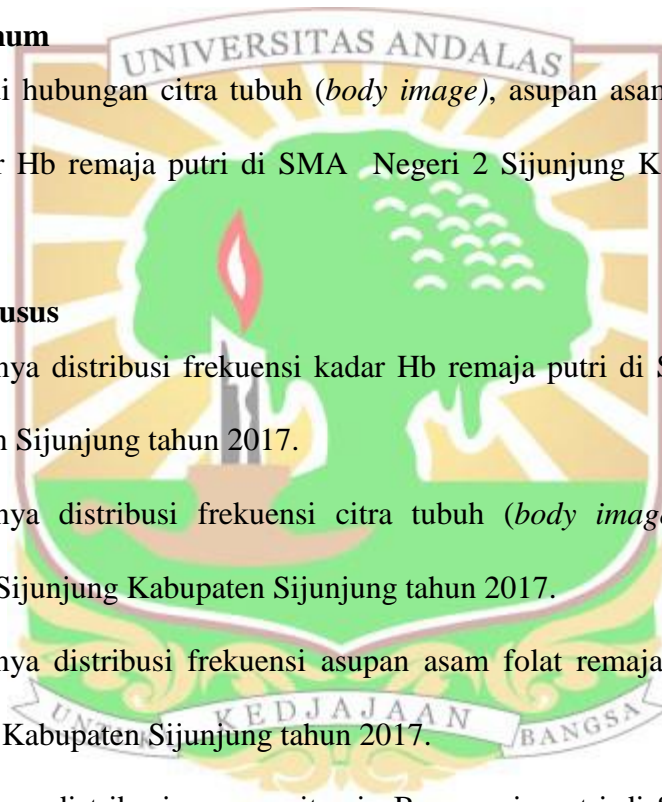 UNIVERSITAS ANDALAS
hubungan citra tubuh (body image), asupan asam
Hb remaja putri di SMA Negeri 2 Sijunjung K
usus
nya distribusi frekuensi kadar Hb remaja putri di S
n Sijunjung tahun 2017.
nya distribusi frekuensi citra tubuh (body image
Sijunjung Kabupaten Sijunjung tahun 2017.
nya distribusi frekuensi asupan asam folat remaja
Kabupaten Sijunjung tahun 2017.
UNTUK KEDJAJAAN BANGSA